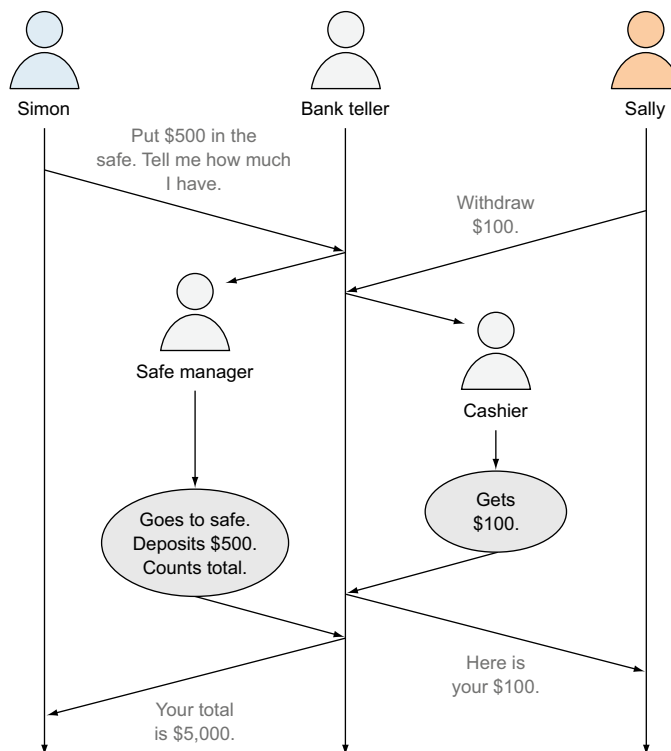 Simon
Bank teller
Sally
Put $500 in the
safe. Tell me how much
I have.
Withdraw
$100.
Safe manager
Cashier
Goes to safe.
Deposits $500.
Counts total.
Gets
$100.
Here is
your $100.
Your total
is $5,000.